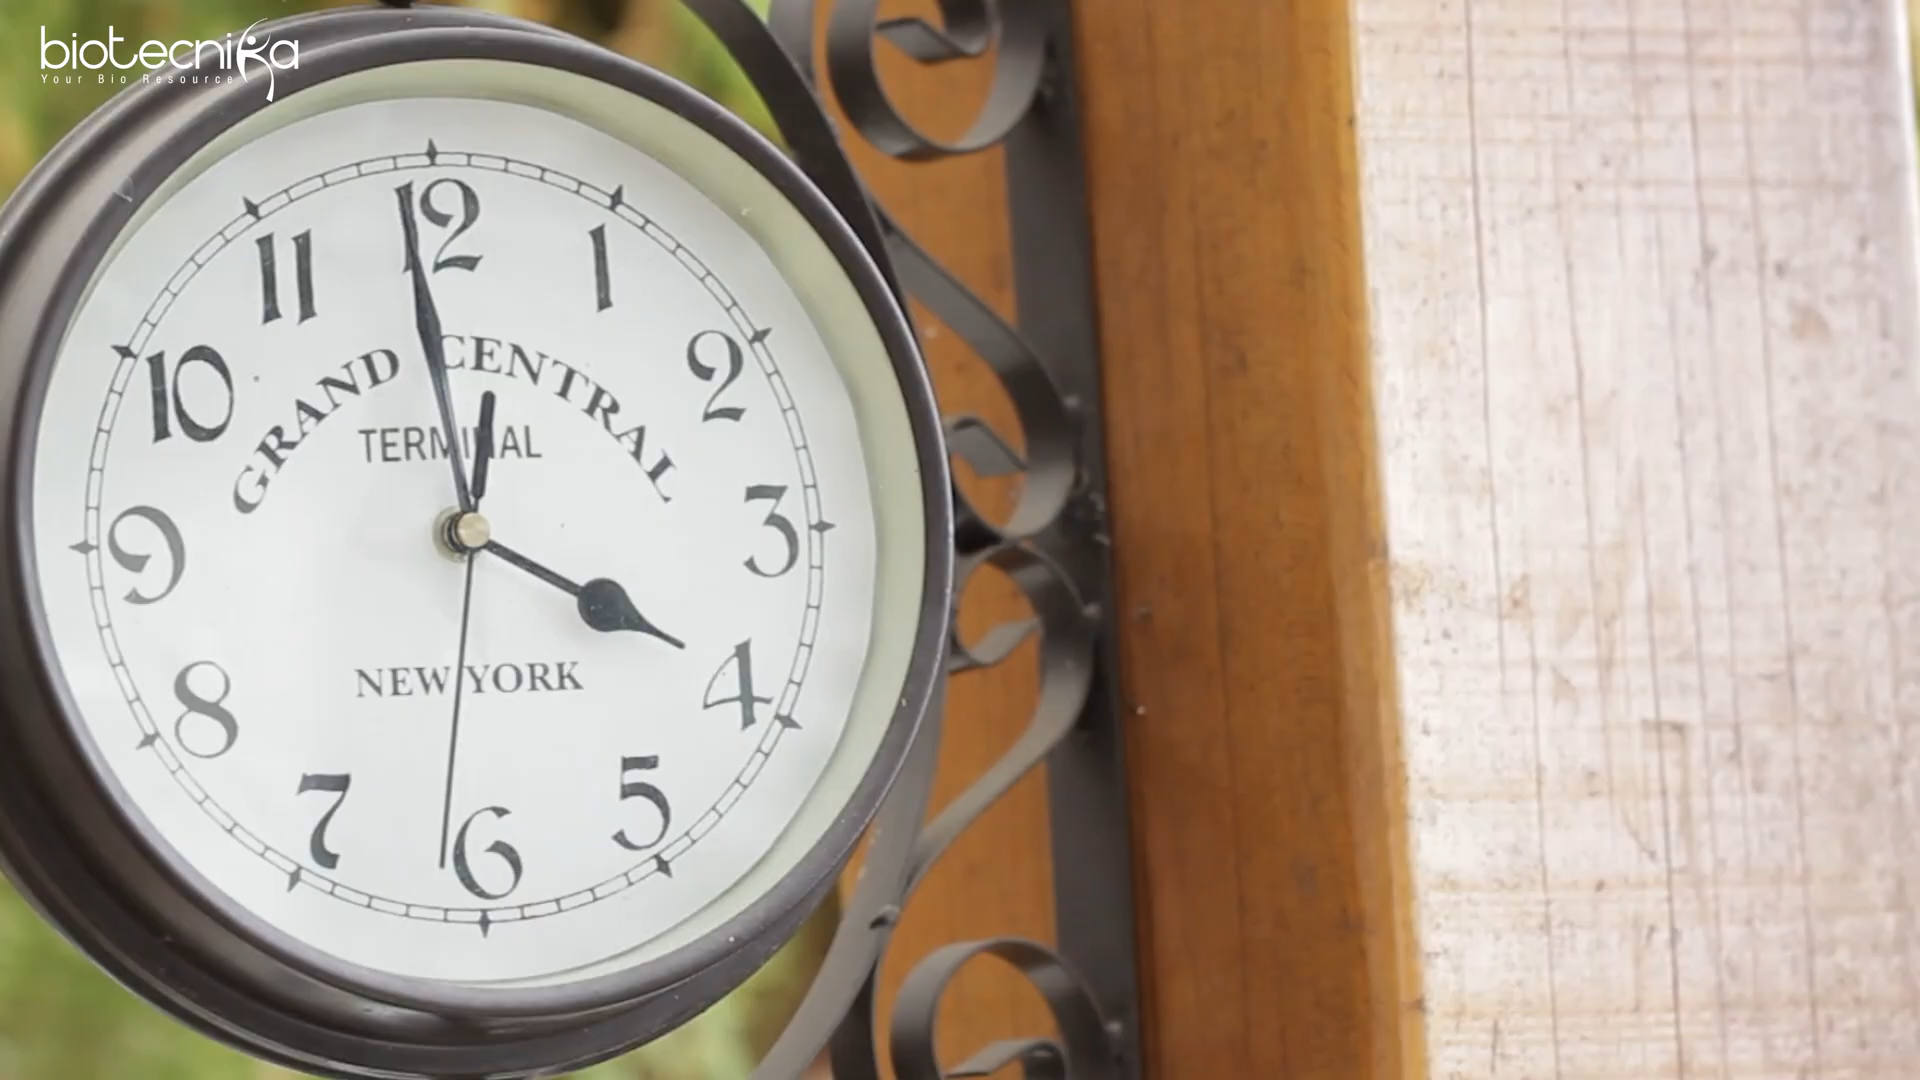 biotecnika
Your Bio Resource
12
11 1
10 2
GRAND CENTRAL
TERMINAL
9 3
NEW YORK
8 4
7 5
6